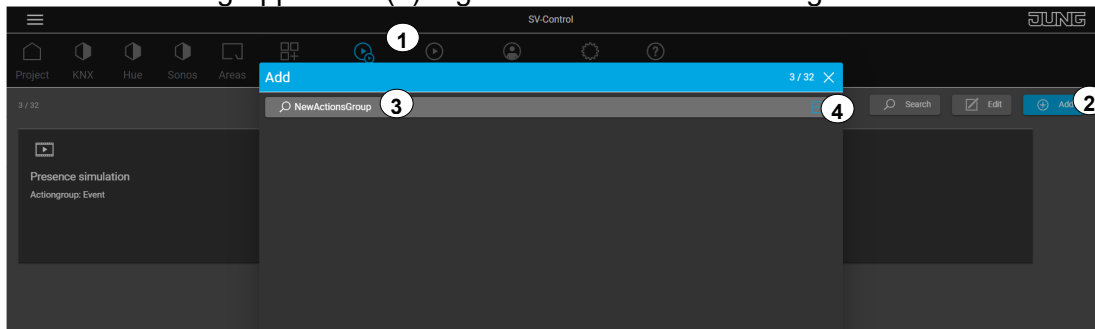 SV-Control
JUNG
1
Project KNX Hue Sonos Areas
Add 3 / 32
3 / 32
NewActionsGroup 3
4
Search Edit Add 2
Presence simulation
Actiongroup: Event